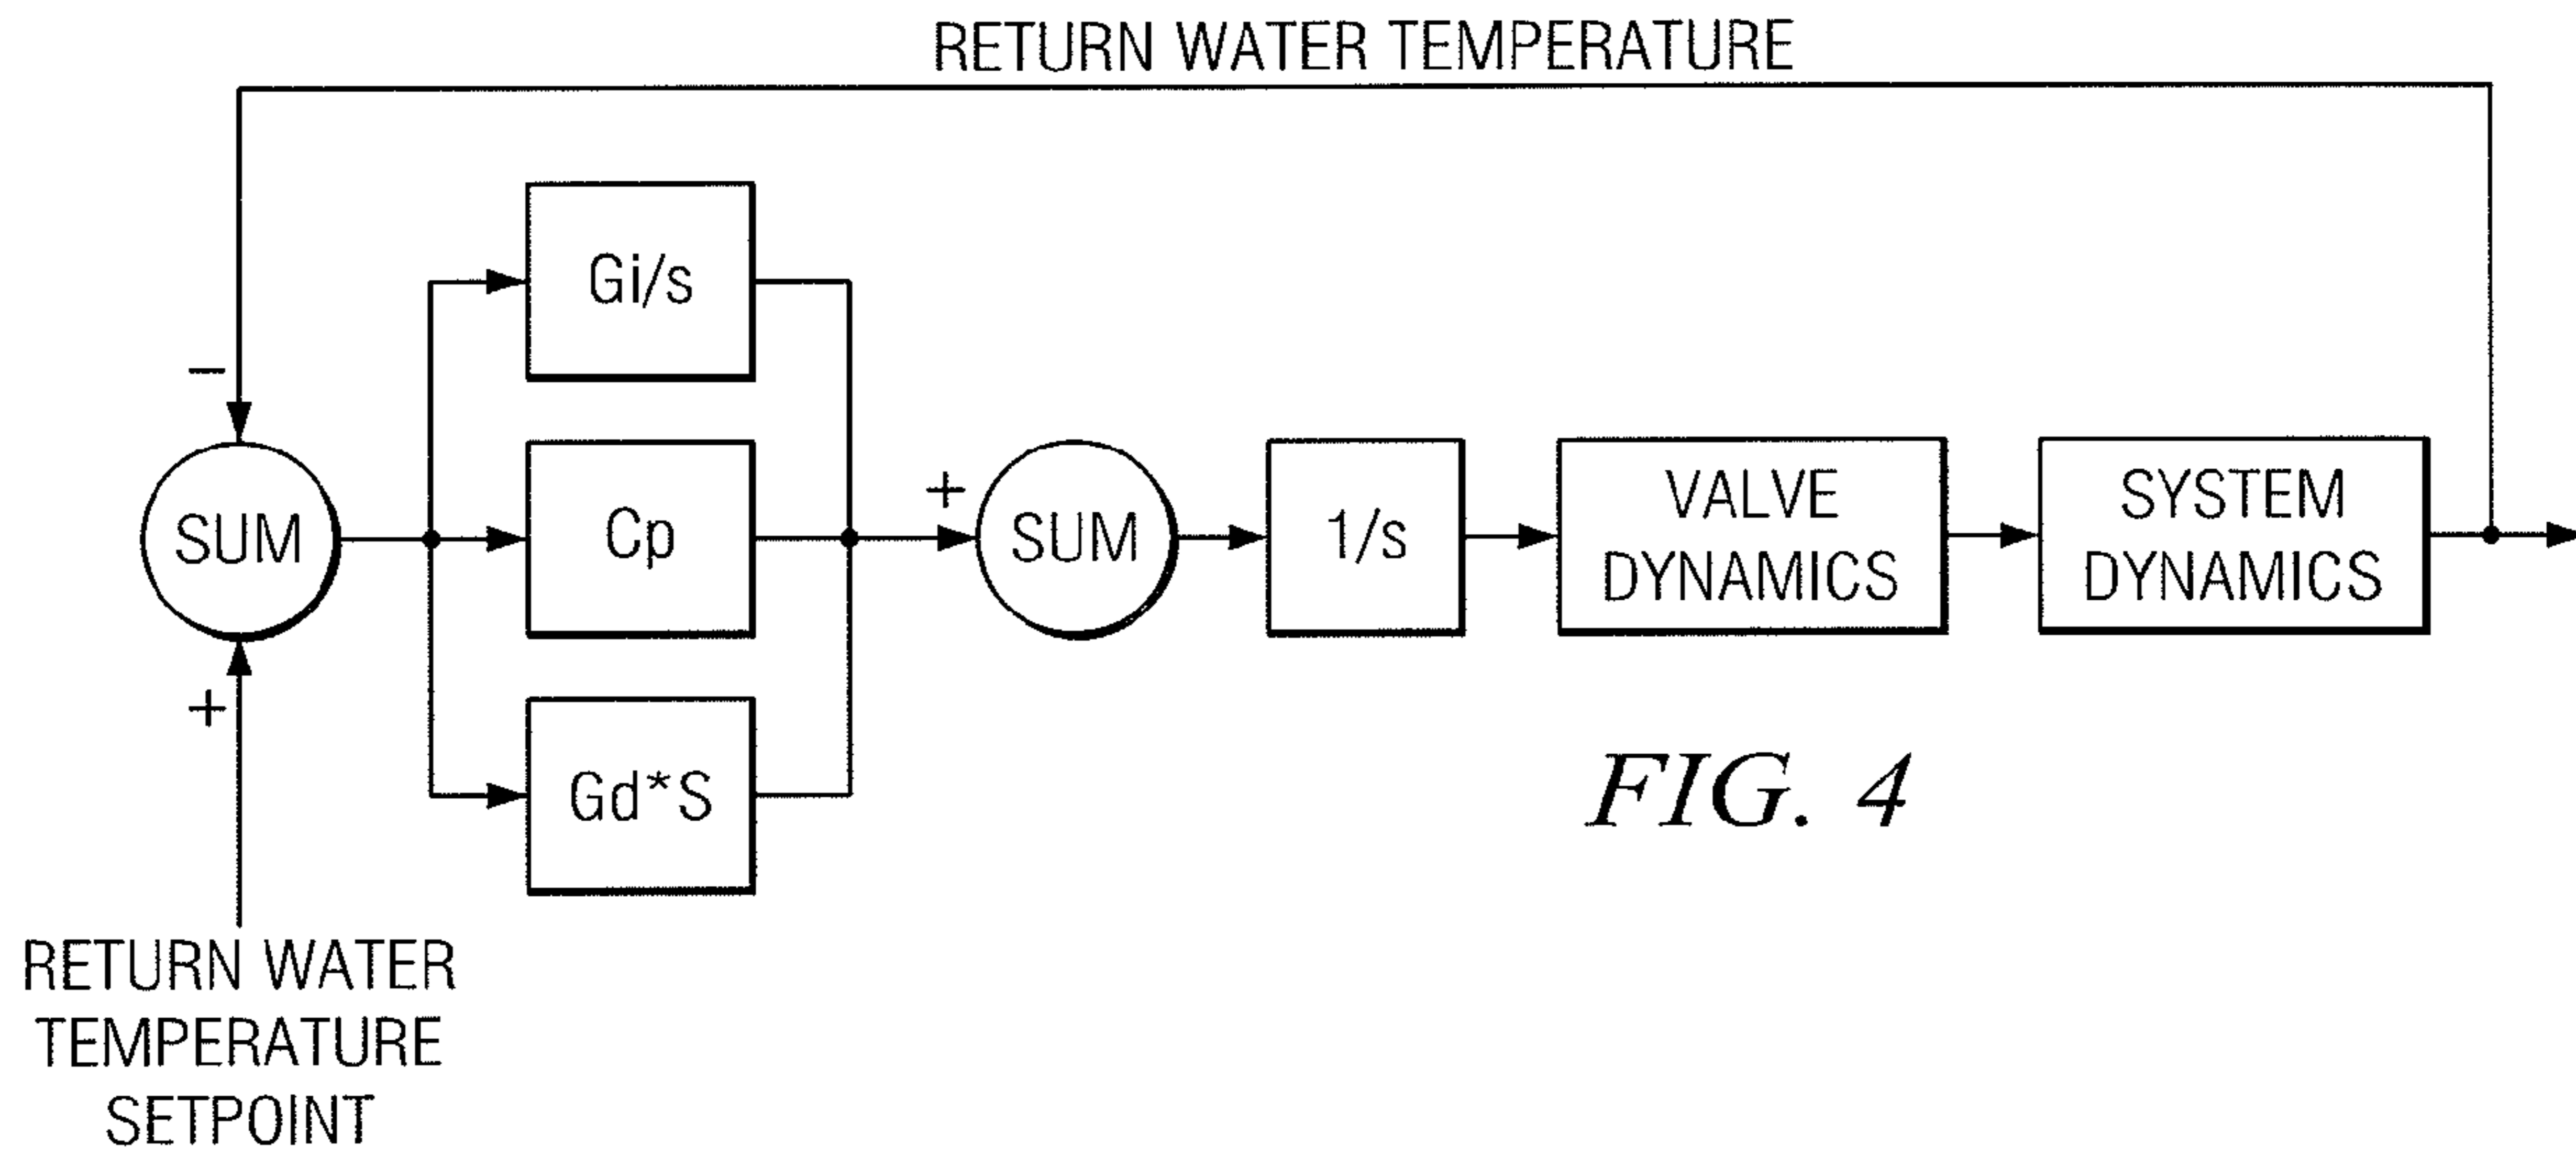 RETURN WATER TEMPERATURE
Gi/s
−
SUM
Cp
+
SUM
1/s
VALVE
DYNAMICS
SYSTEM
DYNAMICS
+
Gd*S
FIG. 4
RETURN WATER
TEMPERATURE
SETPOINT